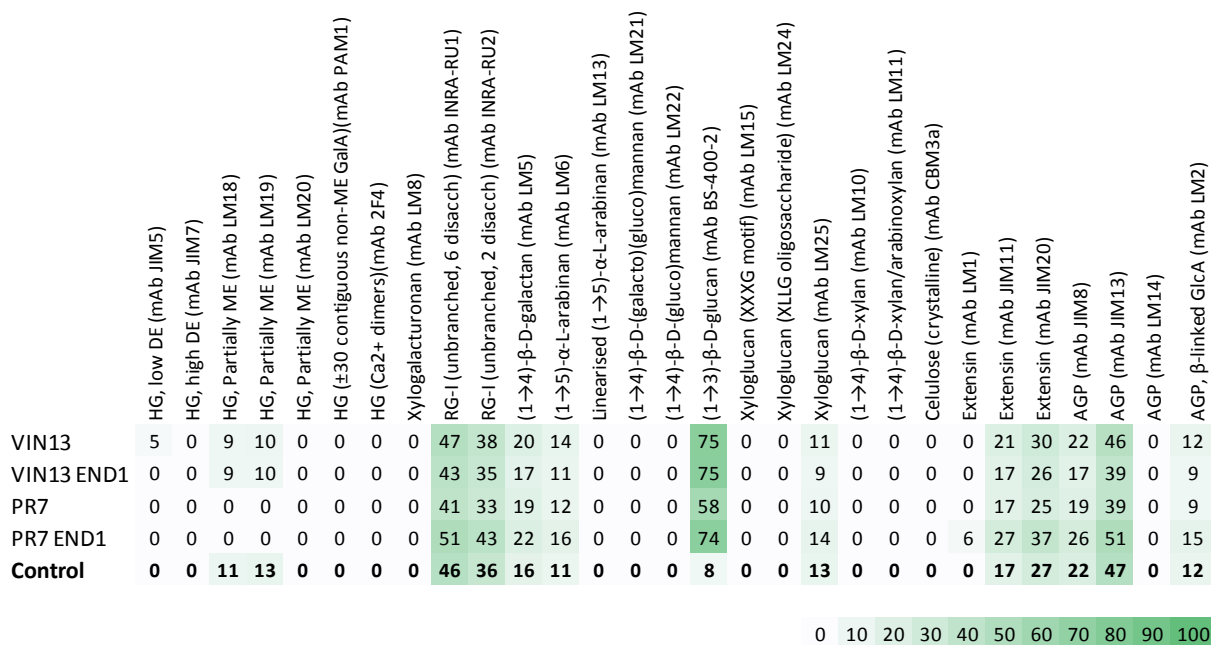 HG, low DE (mAb JIM5)
HG, high DE (mAb JIM7)
HG, Partially ME (mAb LM18)
HG, Partially ME (mAb LM19)
HG, Partially ME (mAb LM20)
HG (±30 contiguous non-ME GalA)(mAb PAM1)
HG (Ca2+ dimers)(mAb 2F4)
Xylogalacturonan (mAb LM8)
RG-I (unbranched, 6 disacch) (mAb INRA-RU1)
RG-I (unbranched, 2 disacch) (mAb INRA-RU2)
(1→4)-β-D-galactan (mAb LM5)
(1→5)-α-L-arabinan (mAb LM6)
Linearised (1→5)-α-L-arabinan (mAb LM13)
(1→4)-β-D-(galacto)(gluco)mannan (mAb LM21)
(1→4)-β-D-(gluco)mannan (mAb LM22)
(1→3)-β-D-glucan (mAb BS-400-2)
Xyloglucan (XXXG motif) (mAb LM15)
Xyloglucan (XLLG oligosaccharide) (mAb LM24)
Xyloglucan (mAb LM25)
(1→4)-β-D-xylan (mAb LM10)
(1→4)-β-D-xylan/arabinoxylan (mAb LM11)
Celulose (crystalline) (mAb CBM3a)
Extensin (mAb LM1)
Extensin (mAb JIM11)
Extensin (mAb JIM20)
AGP (mAb JIM8)
AGP (mAb JIM13)
AGP (mAb LM14)
AGP, β-linked GlcA (mAb LM2)
VIN13 5 0 9 10 0 0 0 0 47 38 20 14 0 0 0 75 0 0 11 0 0 0 0 21 30 22 46 0 12
VIN13 END1 0 0 9 10 0 0 0 0 43 35 17 11 0 0 0 75 0 0 9 0 0 0 0 17 26 17 39 0 9
PR7 0 0 0 0 0 0 0 0 41 33 19 12 0 0 0 58 0 0 10 0 0 0 0 17 25 19 39 0 9
PR7 END1 0 0 0 0 0 0 0 0 51 43 22 16 0 0 0 74 0 0 14 0 0 0 6 27 37 26 51 0 15
Control 0 0 11 13 0 0 0 0 46 36 16 11 0 0 0 8 0 0 13 0 0 0 0 17 27 22 47 0 12
0 10 20 30 40 50 60 70 80 90 100